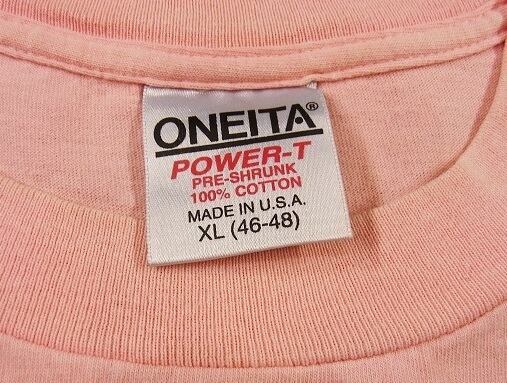 ONEITA®
POWER-T
PRE-SHRUNK
100% COTTON
MADE IN U.S.A.
XL (46-48)